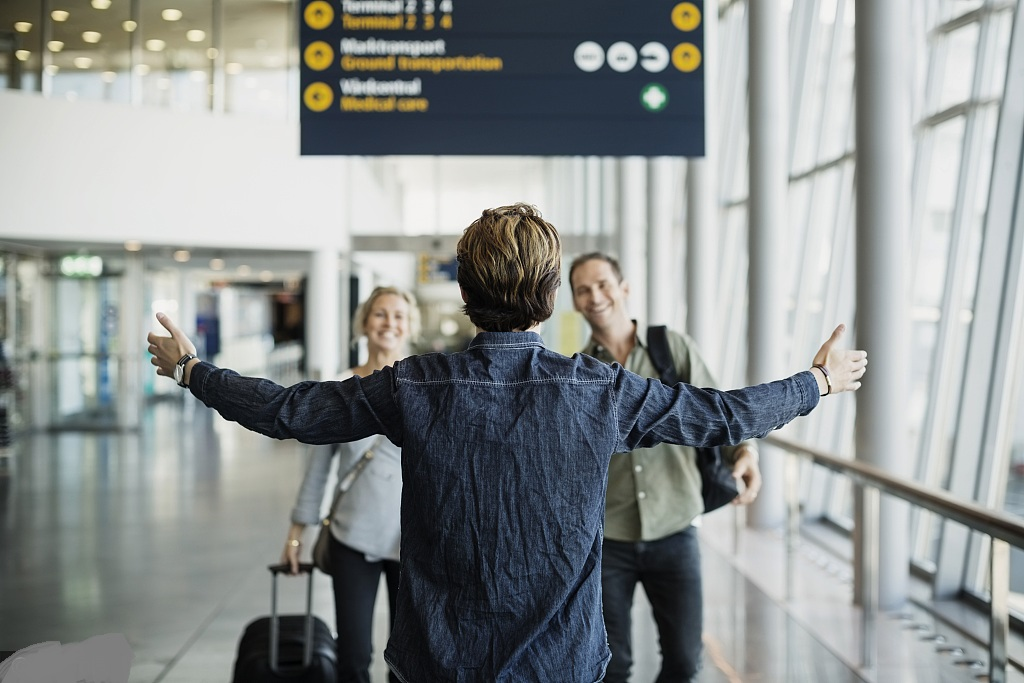 Terminal 2 3 4
Terminal 2 3 4
Marktransport
Ground transportation
Vårdcentral
Medical care